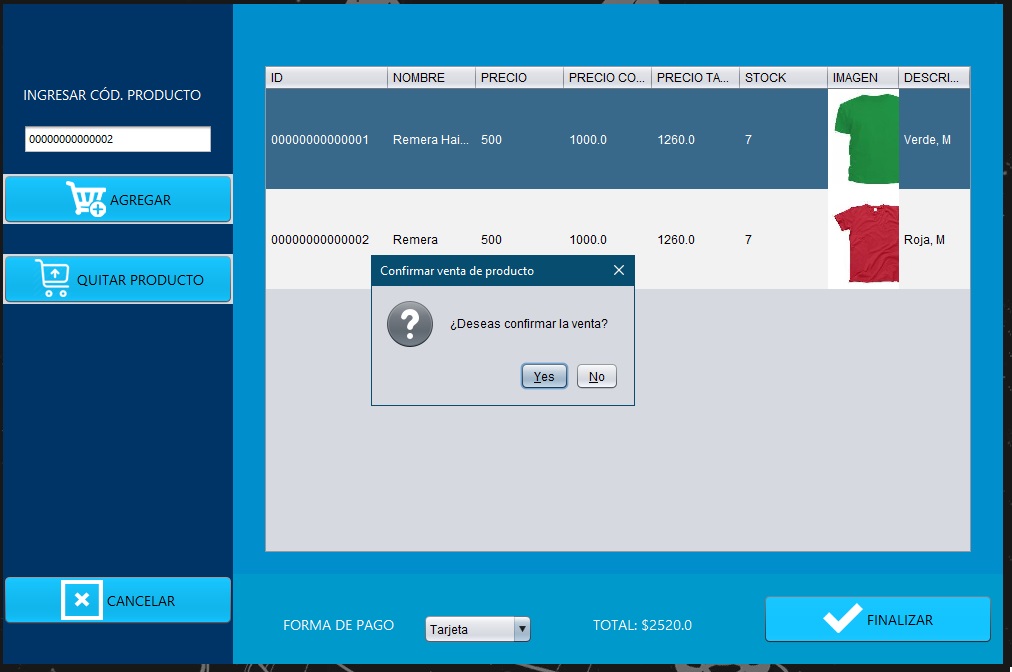 INGRESAR CÓD. PRODUCTO
00000000000002
AGREGAR
QUITAR PRODUCTO
CANCELAR
ID NOMBRE PRECIO PRECIO CO... PRECIO TA... STOCK IMAGEN DESCRI...
00000000000001 Remera Hai... 500 1000.0 1260.0 7 Verde, M
00000000000002 Remera 500 1000.0 1260.0 7 Roja, M
Confirmar venta de producto
¿Deseas confirmar la venta?
Yes No
FORMA DE PAGO Tarjeta TOTAL: $2520.0 FINALIZAR